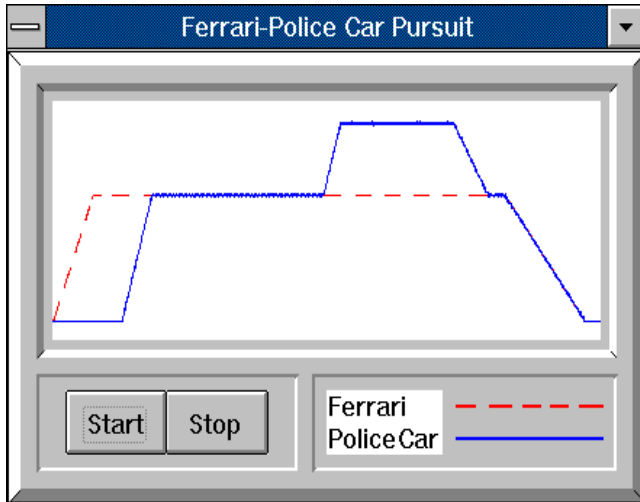 Ferrari-Police Car Pursuit
Start
Stop
Ferrari
Police Car